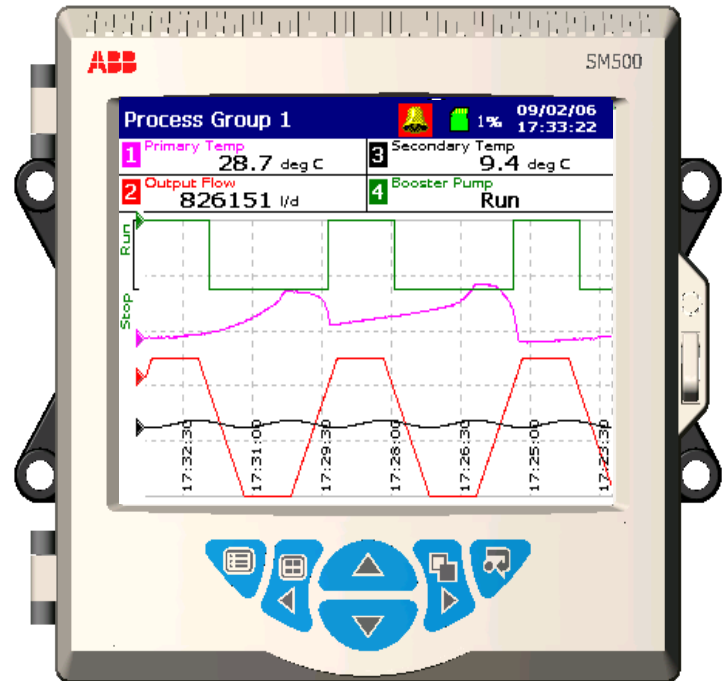 ABB
SM500
Process Group 1
1%
09/02/06
17:33:22
1 Primary Temp
28.7 deg C
3 Secondary Temp
9.4 deg C
2 Output Flow
826151 l/d
4 Booster Pump
Run
Run
Stop
17:32:30
17:31:00
17:29:30
17:28:00
17:26:30
17:25:00
17:23:30